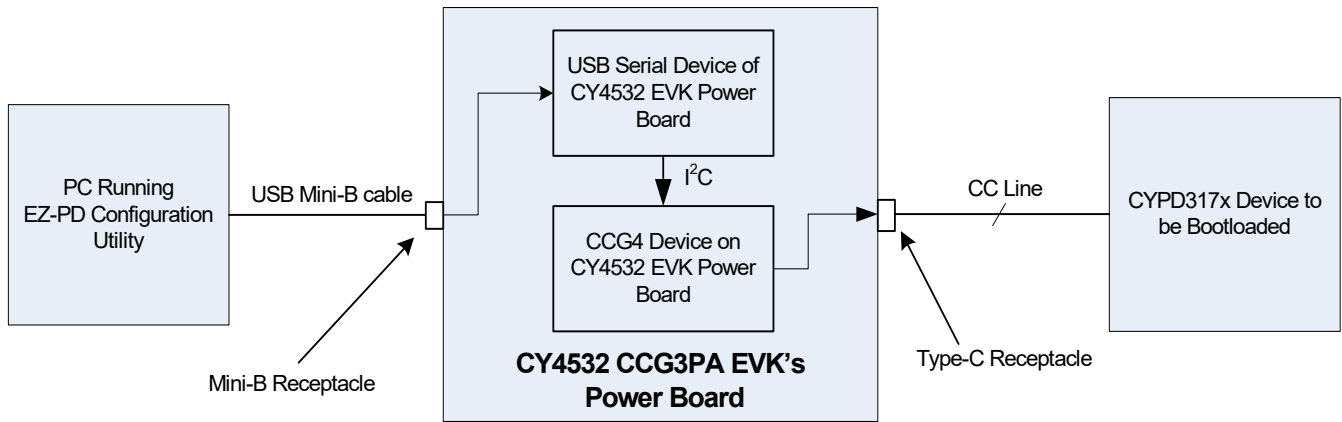 PC Running
EZ-PD Configuration
Utility
USB Mini-B cable
Mini-B Receptacle
USB Serial Device of
CY4532 EVK Power
Board
I²C
CCG4 Device on
CY4532 EVK Power
Board
CY4532 CCG3PA EVK’s
Power Board
CC Line
Type-C Receptacle
CYPD317x Device to
be Bootloaded